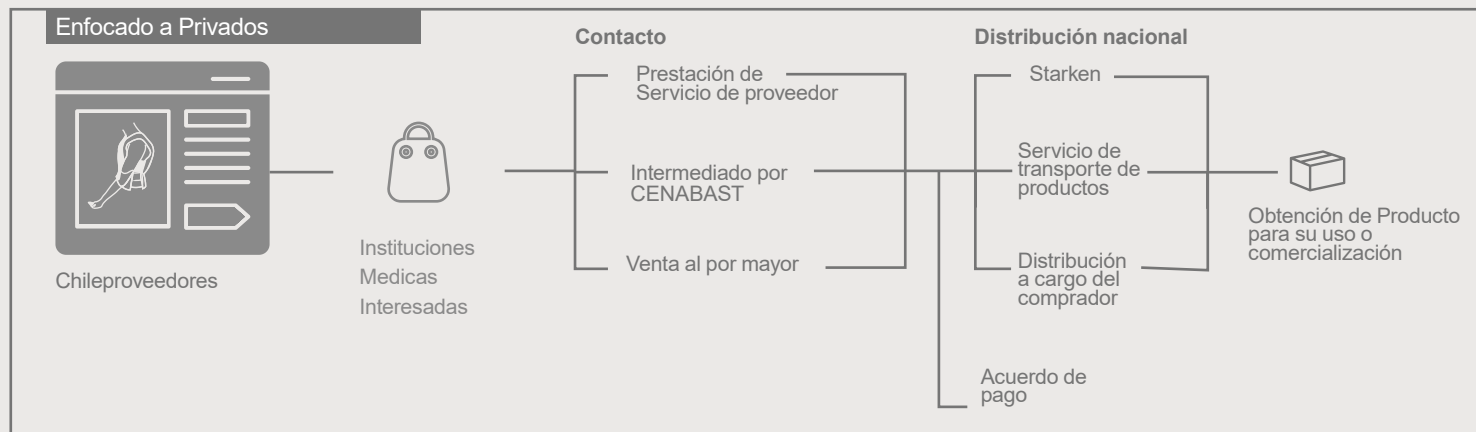 Enfocado a Privados
Contacto
Distribución nacional
Prestación de
Servicio de proveedor
Starken
Intermediado por
CENABAST
Servicio de
transporte de
productos
Obtención de Producto
para su uso o
comercialización
Instituciones
Medicas
Interesadas
Venta al por mayor
Distribución
a cargo del
comprador
Chileproveedores
Acuerdo de
pago